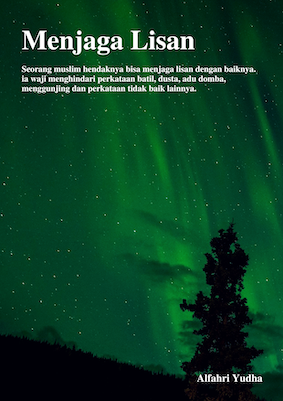 Menjaga Lisan
Seorang muslim hendaknya bisa menjaga lisan dengan baiknya.
ia waji menghindari perkataan batil, dusta, adu domba,
menggunjing dan perkataan tidak baik lainnya.
Alfahri Yudha